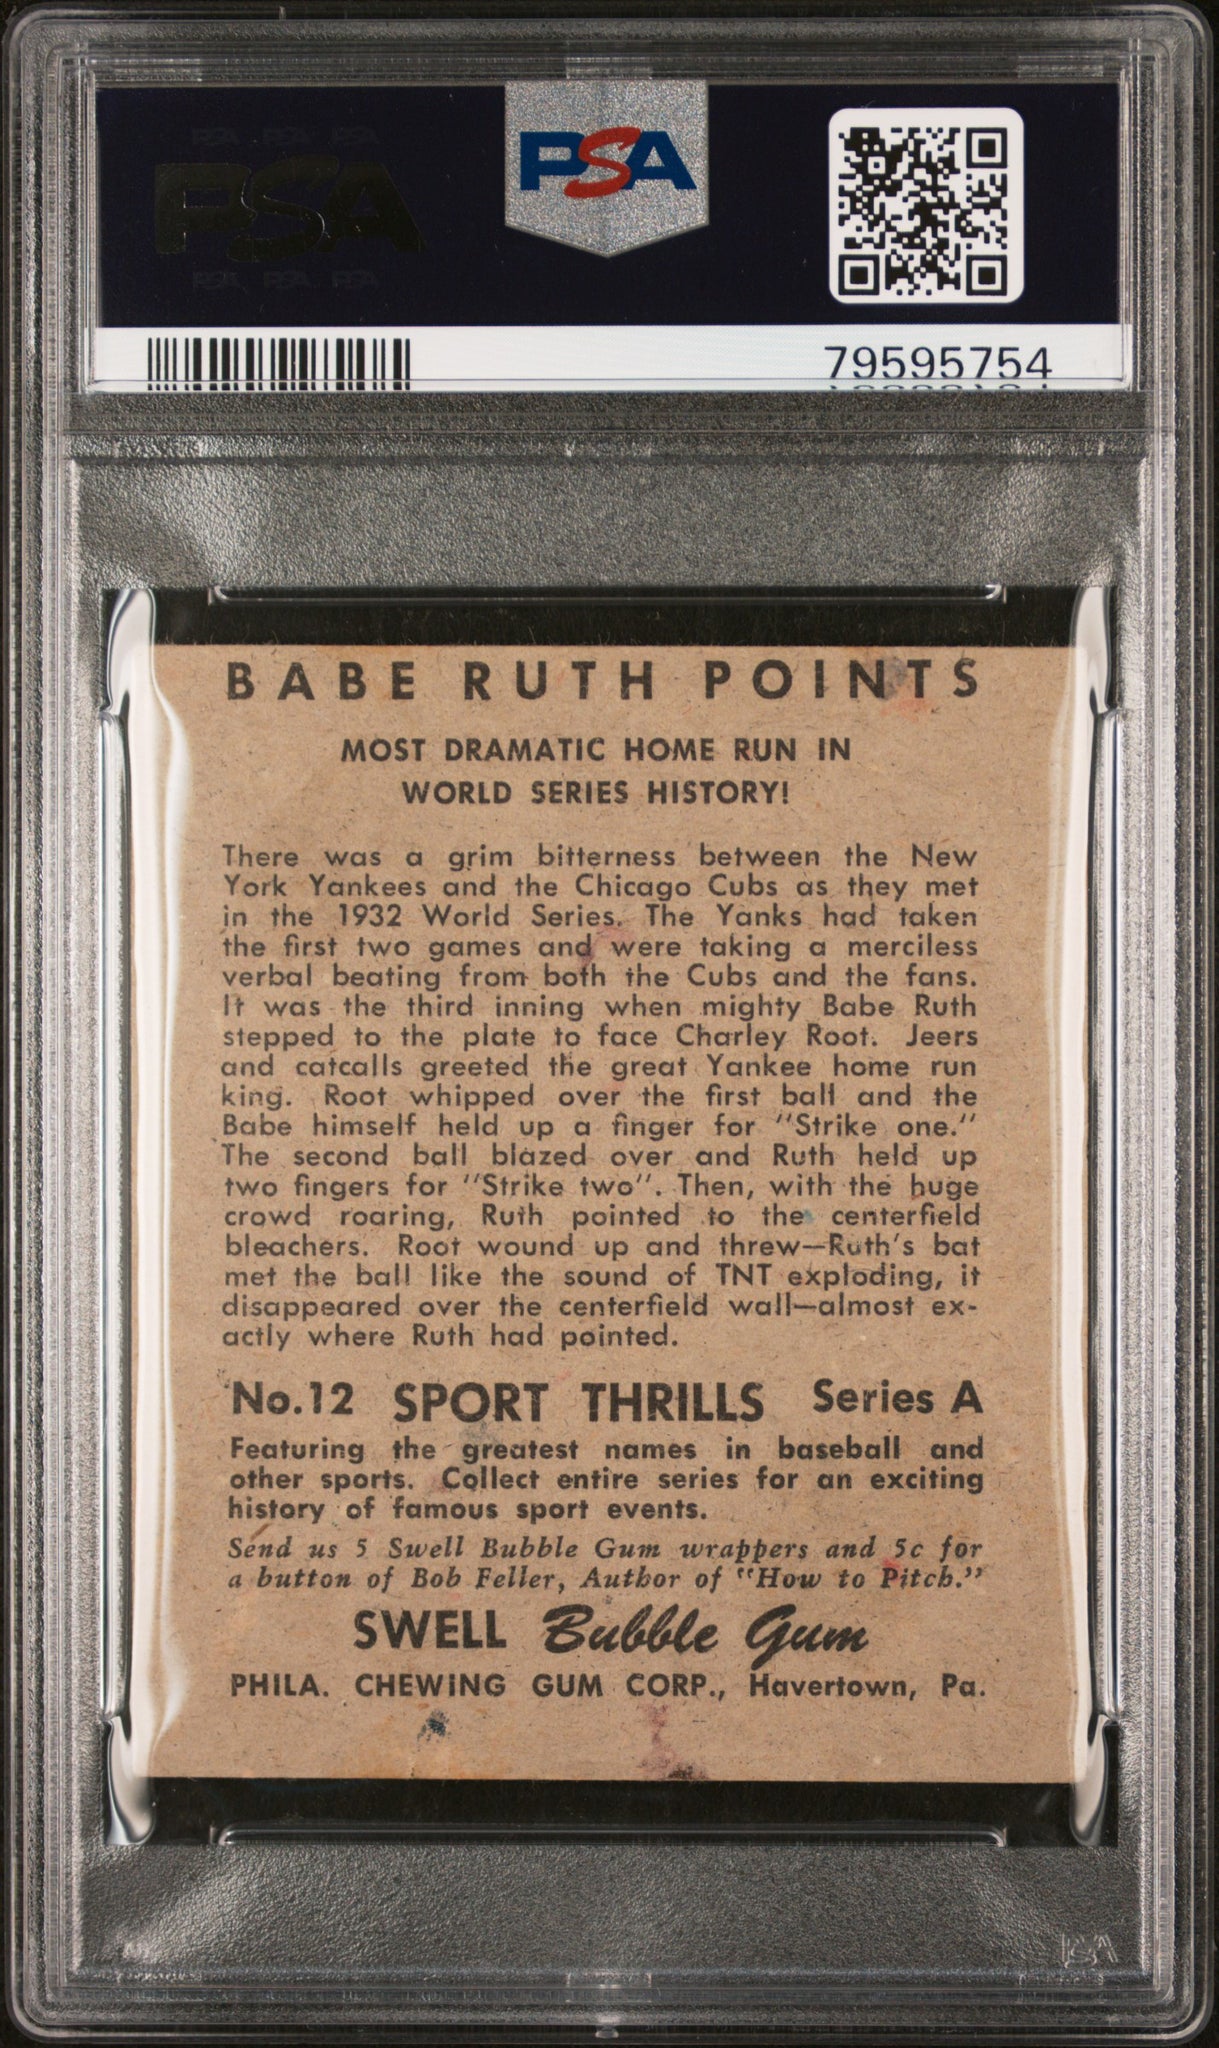 PSA PSA PSA
PSA
PSA PSA PSA
PSA
79595754
BABE RUTH POINTS
MOST DRAMATIC HOME RUN IN
WORLD SERIES HISTORY!
There was a grim bitterness between the New
York Yankees and the Chicago Cubs as they met
in the 1932 World Series. The Yanks had taken
the first two games and were taking a merciless
verbal beating from both the Cubs and the fans.
It was the third inning when mighty Babe Ruth
stepped to the plate to face Charley Root. Jeers
and catcalls greeted the great Yankee home run
king. Root whipped over the first ball and the
Babe himself held up a finger for "Strike one."
The second ball blazed over and Ruth held up
two fingers for "Strike two". Then, with the huge
crowd roaring, Ruth pointed to the centerfield
bleachers. Root wound up and threw—Ruth's bat
met the ball like the sound of TNT exploding, it
disappeared over the centerfield wall—almost ex-
actly where Ruth had pointed.
No. 12 SPORT THRILLS Series A
Featuring the greatest names in baseball and
other sports. Collect entire series for an exciting
history of famous sport events.
Send us 5 Swell Bubble Gum wrappers and 5c for
a button of Bob Feller, Author of "How to Pitch."
SWELL Bubble Gum
PHILA. CHEWING GUM CORP., Havertown, Pa.
PSA